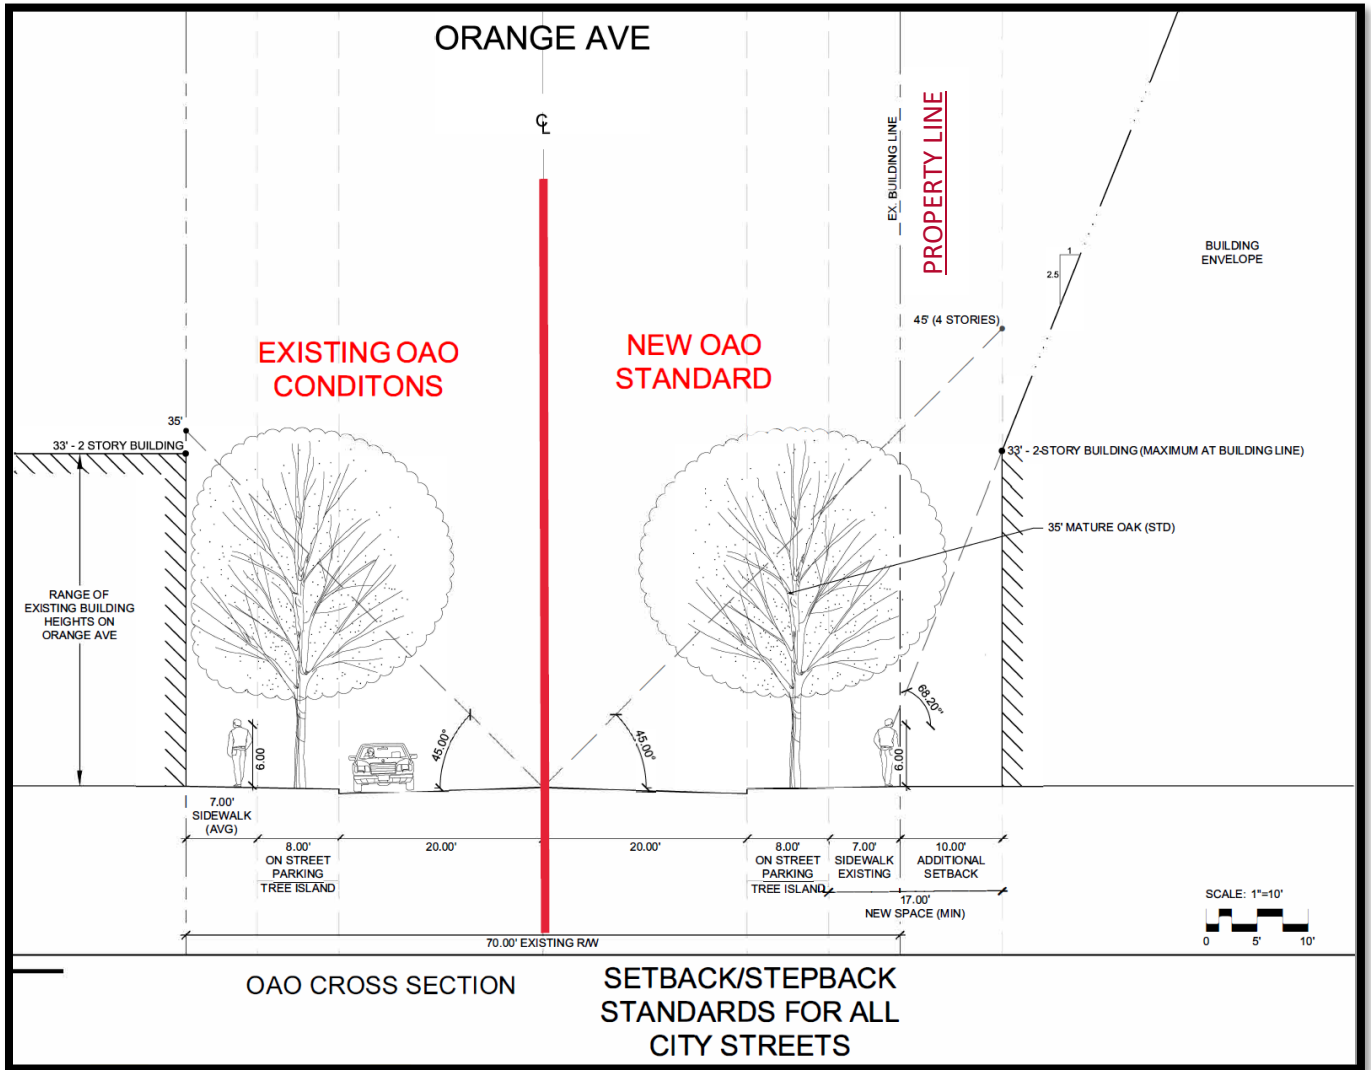 ORANGE AVE
CL
EX. BUILDING LINE
PROPERTY LINE
1
2.5
BUILDING
ENVELOPE
45' (4 STORIES)
EXISTING OAO
CONDITONS
NEW OAO
STANDARD
35'
33' - 2 STORY BUILDING
33' - 2-STORY BUILDING (MAXIMUM AT BUILDING LINE)
35' MATURE OAK (STD)
RANGE OF
EXISTING BUILDING
HEIGHTS ON
ORANGE AVE
68.20°
45.00°
45.00°
6.00
6.00
7.00'
SIDEWALK
(AVG)
8.00'
ON STREET
PARKING
TREE ISLAND
20.00'
20.00'
8.00'
ON STREET
PARKING
TREE ISLAND
7.00'
SIDEWALK
EXISTING
10.00'
ADDITIONAL
SETBACK
17.00'
NEW SPACE (MIN)
SCALE: 1"=10'
0 5' 10'
70.00' EXISTING R/W
OAO CROSS SECTION
SETBACK/STEPBACK
STANDARDS FOR ALL
CITY STREETS